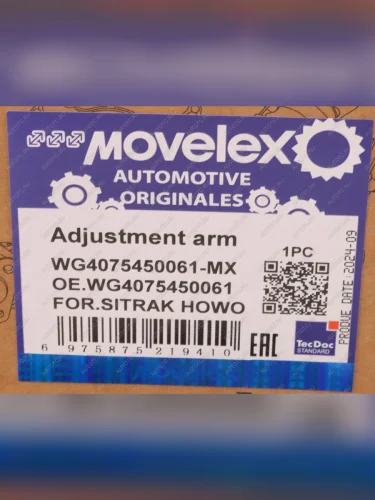 MOVELEX
AUTOMOTIVE
ORIGINALES
Adjustment arm
WG4075450061-MX
OE.WG4075450061
FOR.SITRAK HOWO
1PC
6 975875 219410
EAC
TecDoc
STANDARD
PRODUE DATE:2024-09